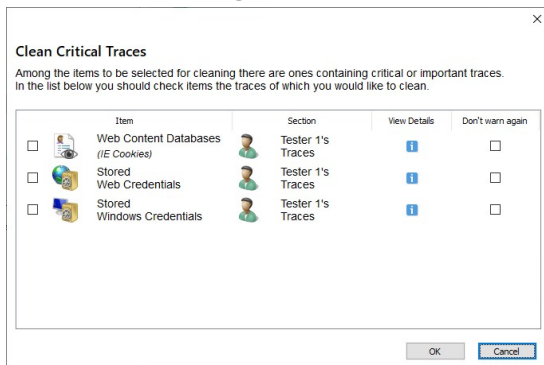 Clean Critical Traces
Among the items to be selected for cleaning there are ones containing critical or important traces.
In the list below you should check items the traces of which you would like to clean.
Item Section View Details Don't warn again
Web Content Databases
(IE Cookies)
Tester 1's
Traces
Stored
Web Credentials
Tester 1's
Traces
Stored
Windows Credentials
Tester 1's
Traces
OK Cancel